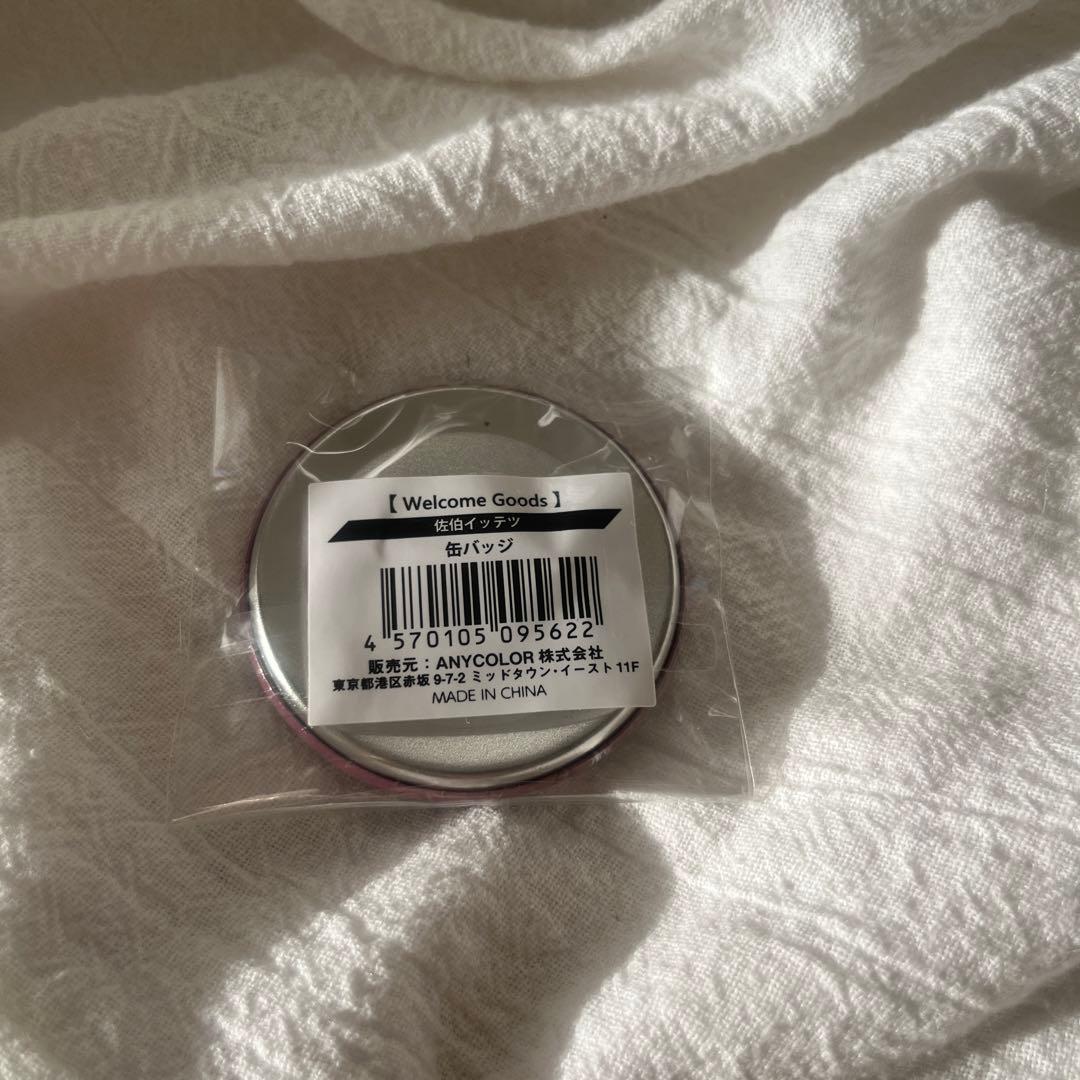 【 Welcome Goods 】
佐伯イッテツ
缶バッジ
4 570105 095622
販売元：ANYCOLOR 株式会社
東京都港区赤坂 9-7-2 ミッドタウン・イースト 11F
MADE IN CHINA